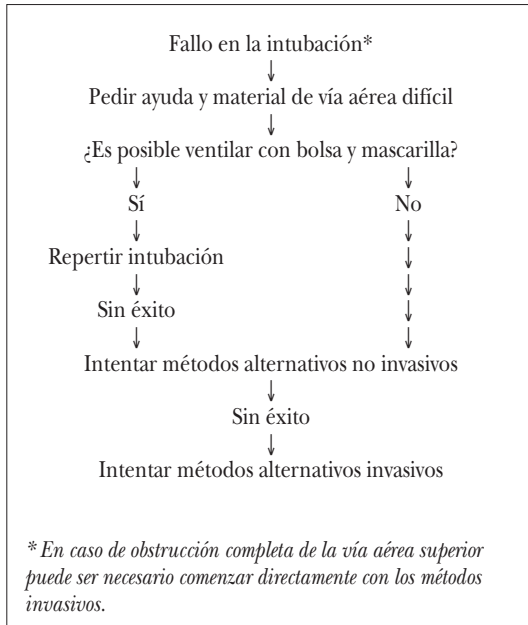 Fallo en la intubación*
↓
Pedir ayuda y material de vía aérea difícil
↓
¿Es posible ventilar con bolsa y mascarilla?
↓ ↓
Sí No
↓ ↓
Repertir intubación ↓
↓ ↓
Sin éxito ↓
↓ ↓
Intentar métodos alternativos no invasivos
↓
Sin éxito
↓
Intentar métodos alternativos invasivos
* En caso de obstrucción completa de la vía aérea superior
puede ser necesario comenzar directamente con los métodos
invasivos.